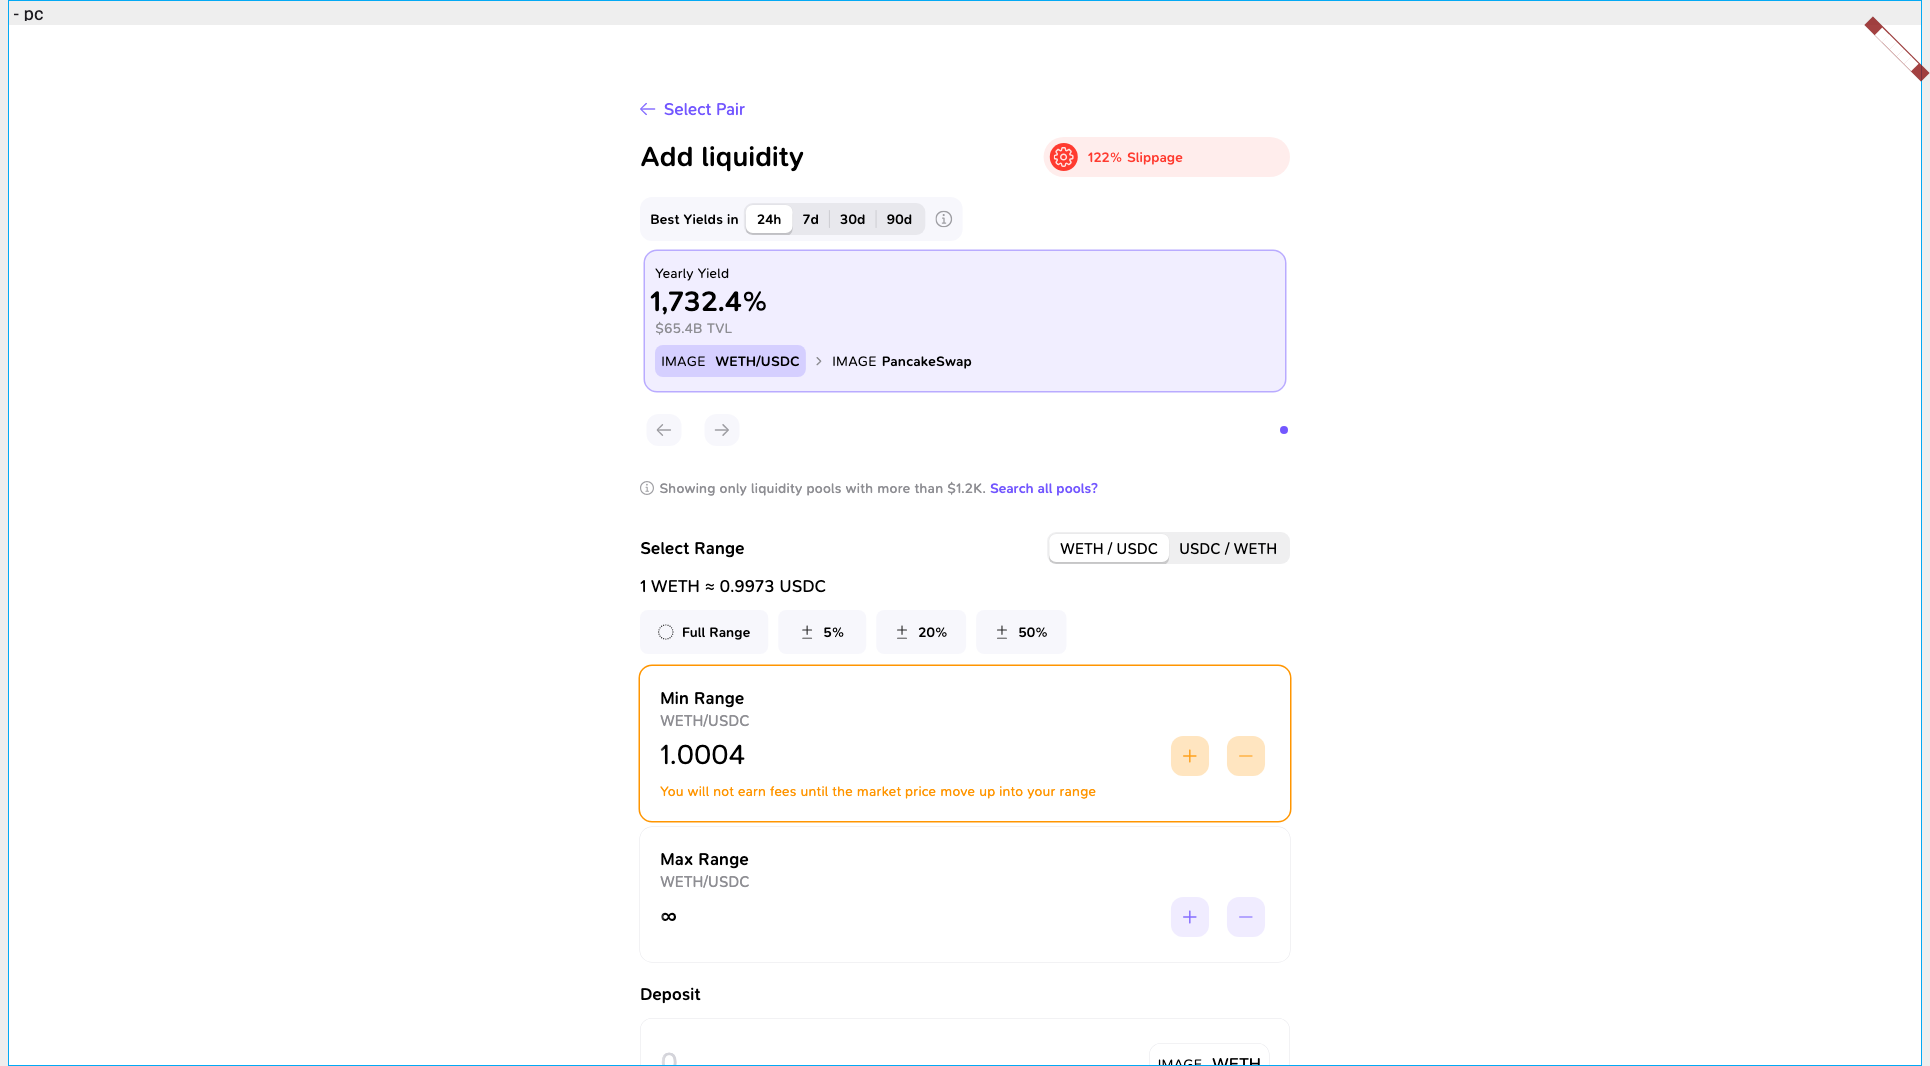 - pc
Select Pair
Add liquidity
122% Slippage
Best Yields in 24h 7d 30d 90d
Yearly Yield
1,732.4%
$65.4B TVL
IMAGE WETH/USDC > IMAGE PancakeSwap
Showing only liquidity pools with more than $1.2K. Search all pools?
Select Range
WETH / USDC USDC / WETH
1 WETH ≈ 0.9973 USDC
Full Range ± 5% ± 20% ± 50%
Min Range
WETH/USDC
1.0004
You will not earn fees until the market price move up into your range
Max Range
WETH/USDC
∞
Deposit
0
IMAGE WETH